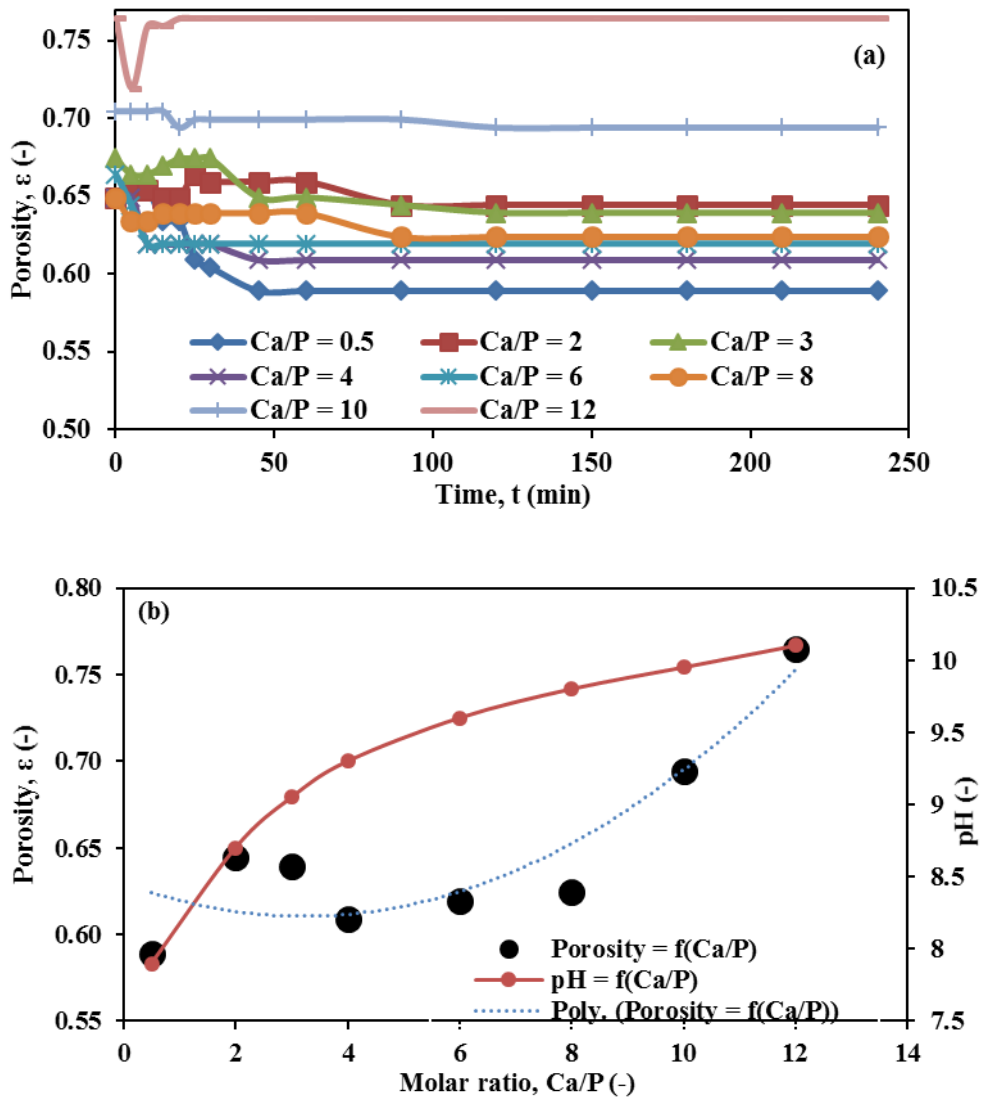 0.75
0.70
0.65
0.60
0.55
0.50
Porosity, ε (-)
(a)
Ca/P = 0.5 Ca/P = 2 Ca/P = 3
Ca/P = 4 Ca/P = 6 Ca/P = 8
Ca/P = 10 Ca/P = 12
0 50 100 150 200 250
Time, t (min)
0.80
0.75
0.70
0.65
0.60
0.55
Porosity, ε (-)
(b)
10.5
10
9.5
9
8.5
8
7.5
pH (-)
Porosity = f(Ca/P)
pH = f(Ca/P)
Poly. (Porosity = f(Ca/P))
0 2 4 6 8 10 12 14
Molar ratio, Ca/P (-)